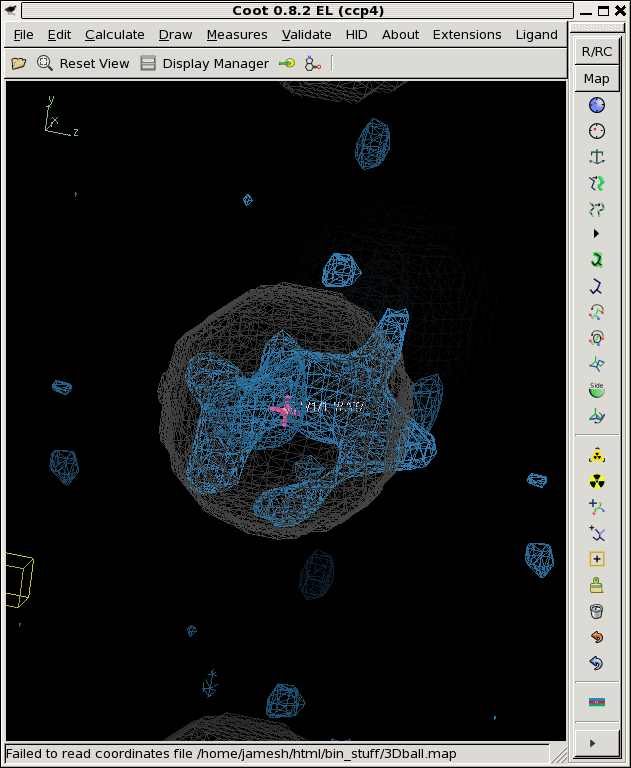 Coot 0.8.2 EL (ccp4)
File Edit Calculate Draw Measures Validate HID About Extensions Ligand
Reset View Display Manager
R/RC
Map
y
x
z
Side
Failed to read coordinates file /home/jamesh/html/bin_stuff/3Dball.map